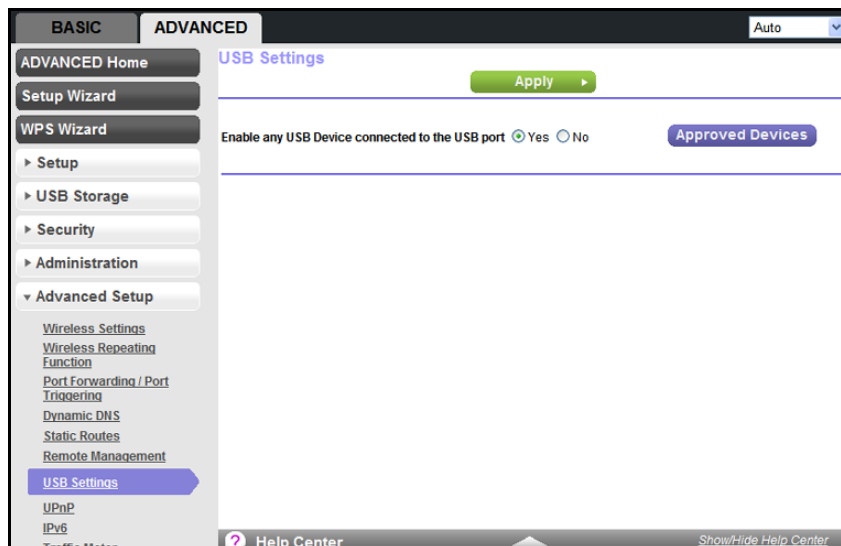 BASIC
ADVANCED
Auto
ADVANCED Home
Setup Wizard
WPS Wizard
Setup
USB Storage
Security
Administration
Advanced Setup
Wireless Settings
Wireless Repeating
Function
Port Forwarding / Port
Triggering
Dynamic DNS
Static Routes
Remote Management
USB Settings
UPnP
IPv6
Traffic Meter
USB Settings
Apply
Enable any USB Device connected to the USB port Yes No
Approved Devices
? Help Center
Show/Hide Help Center